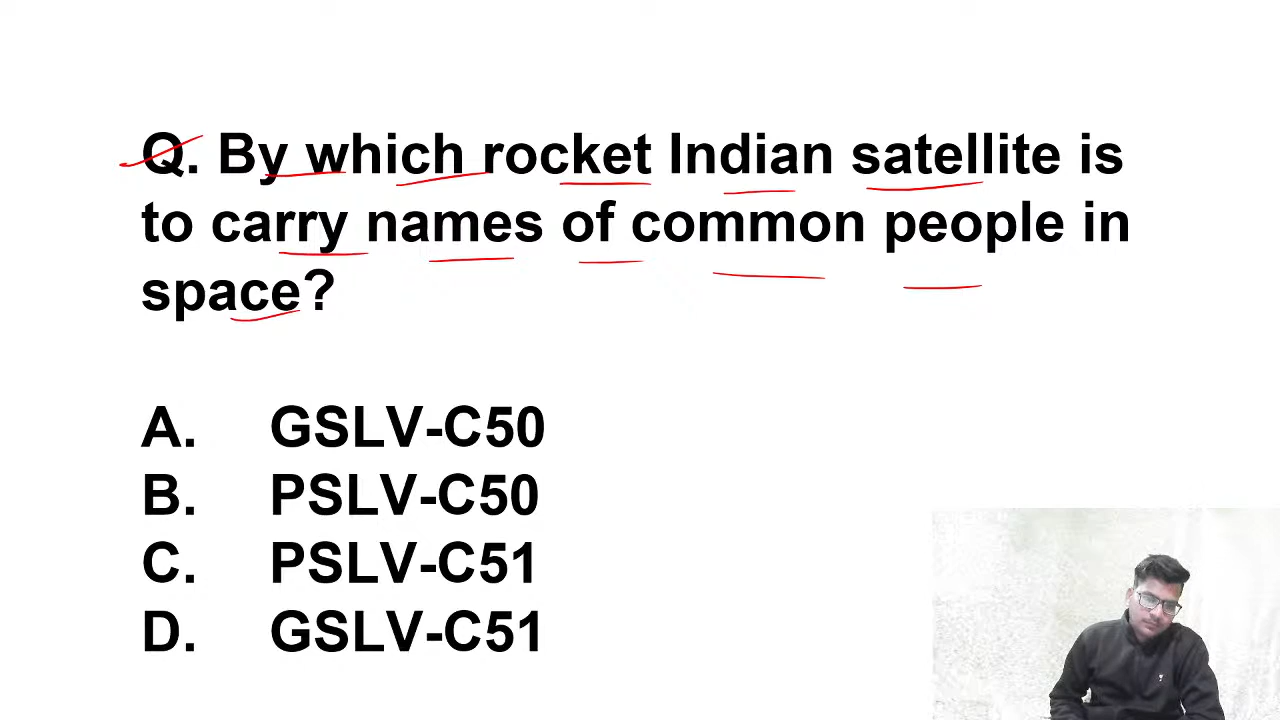 Q. By which rocket Indian satellite is
to carry names of common people in
space?
A. GSLV-C50
B. PSLV-C50
C. PSLV-C51
D. GSLV-C51